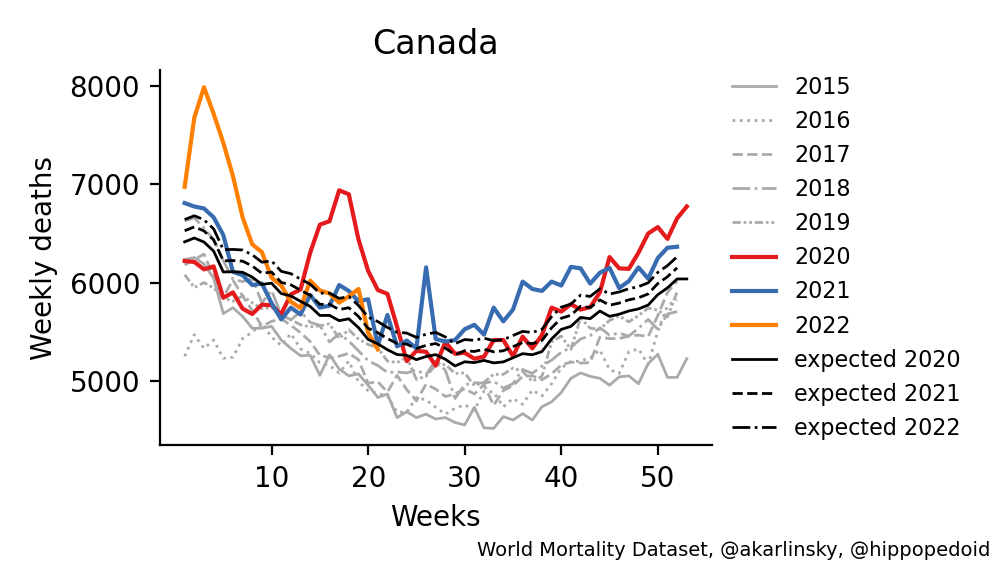 Canada
Weekly deaths
8000
7000
6000
5000
10 20 30 40 50
Weeks
2015
2016
2017
2018
2019
2020
2021
2022
expected 2020
expected 2021
expected 2022
World Mortality Dataset, @akarlinsky, @hippopedoid